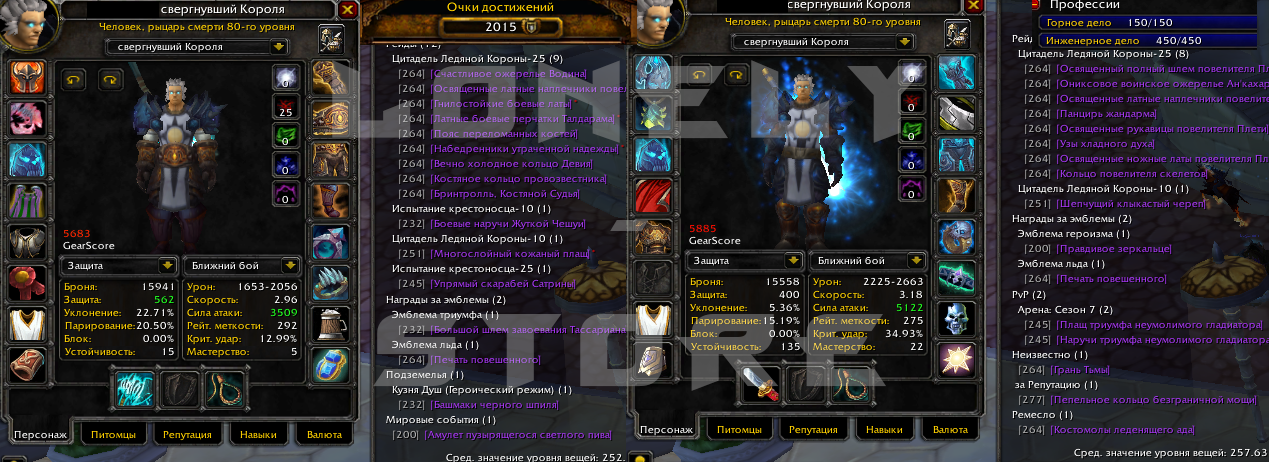 свергнувший Короля
Человек, рыцарь смерти 80-го уровня
свергнувший Короля
0
25
0
0
0
5683
GearScore
Защита
Ближний бой
Броня: 15941
Защита: 562
Уклонение: 22.71%
Парирование: 20.50%
Блок: 0.00%
Устойчивость: 15
Урон: 1653-2056
Скорость: 2.96
Сила атаки: 3509
Рейт. меткости: 292
Крит. удар: 12.99%
Мастерство: 5
Персонаж
Питомцы
Репутация
Навыки
Валюта
Очки достижений
2015
Рейды (12)
Цитадель Ледяной Короны-25 (9)
[264] [Счастливое ожерелье Водина]
[264] [Освященные латные наплечники пове
[264] [Гнилостойкие боевые латы]
[264] [Латные боевые перчатки Талдарама]
[264] [Пояс переломанных костей]
[264] [Набедренники утраченной надежды]
[264] [Вечно холодное кольцо Девил]
[264] [Костяное кольцо провозвестника]
[264] [Бринтролль, Костяной Судья]
Испытание крестоносца-10 (1)
[232] [Боевые наручи Жуткой Чешуи]
Цитадель Ледяной Короны-10 (1)
[251] [Многослойный кожаный плащ]
Испытание крестоносца-25 (1)
[245] [Упрямый скарабей Сатрины]
Награды за эмблемы (2)
Эмблема триумфа (1)
[232] [Большой шлем завоевания Тассариана
Эмблема льда (1)
[264] [Печать повешенного]
Подземелья (1)
Кузня Душ (Героический режим) (1)
[232] [Башмаки черного шпиля]
Мировые события (1)
[200] [Амулет пузырящегося светлого пива]
Сред. значение уровня вещей: 252.
свергнувший Короля
Человек, рыцарь смерти 80-го уровня
свергнувший Короля
0
0
0
0
0
5885
GearScore
Защита
Ближний бой
Броня: 15558
Защита: 400
Уклонение: 5.36%
Парирование: 15.19%
Блок: 0.00%
Устойчивость: 135
Урон: 2225-2663
Скорость: 3.18
Сила атаки: 5122
Рейт. меткости: 275
Крит. удар: 34.93%
Мастерство: 22
Персонаж
Питомцы
Репутация
Навыки
Валюта
Профессии
Горное дело 150/150
Инженерное дело 450/450
Рейд
Цитадель Ледяной Короны-25 (8)
[264] [Освященный полный шлем повелителя Пл
[264] [Ониксовое воинское ожерелье Ан'кахар
[264] [Освященные латные наплечники повелите
[264] [Панцирь жандарма]
[264] [Освященные рукавицы повелителя Плети
[264] [Узы хладного духа]
[264] [Освященные ножные латы повелителя Пл
[264] [Кольцо повелителя скелетов]
Цитадель Ледяной Короны-10 (1)
[251] [Шепчущий клыкастый череп]
Награды за эмблемы (2)
Эмблема героизма (1)
[200] [Правдивое зеркальце]
Эмблема льда (1)
[264] [Печать повешенного]
PvP (2)
Арена: Сезон 7 (2)
[245] [Плащ триумфа неумолимого гладиатора]
[245] [Наручи триумфа неумолимого гладиатора
Неизвестно (1)
[264] [Грань Тьмы]
за Репутацию (1)
[277] [Пепельное кольцо безграничной мощи]
Ремесло (1)
[264] [Костомолы леденящего ада]
Сред. значение уровня вещей: 257.63
LONELY
STORE